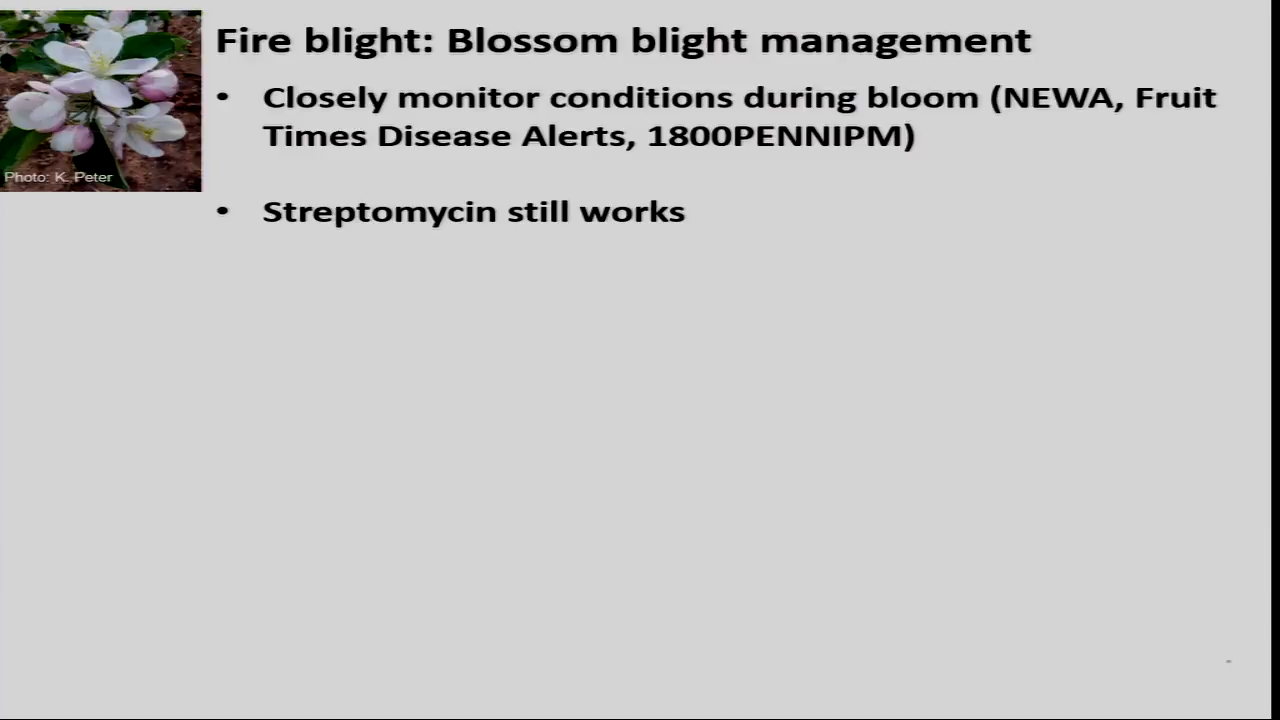 Fire blight: Blossom blight management
• Closely monitor conditions during bloom (NEWA, Fruit
Times Disease Alerts, 1800PENNIPM)
Photo: K. Peter
• Streptomycin still works